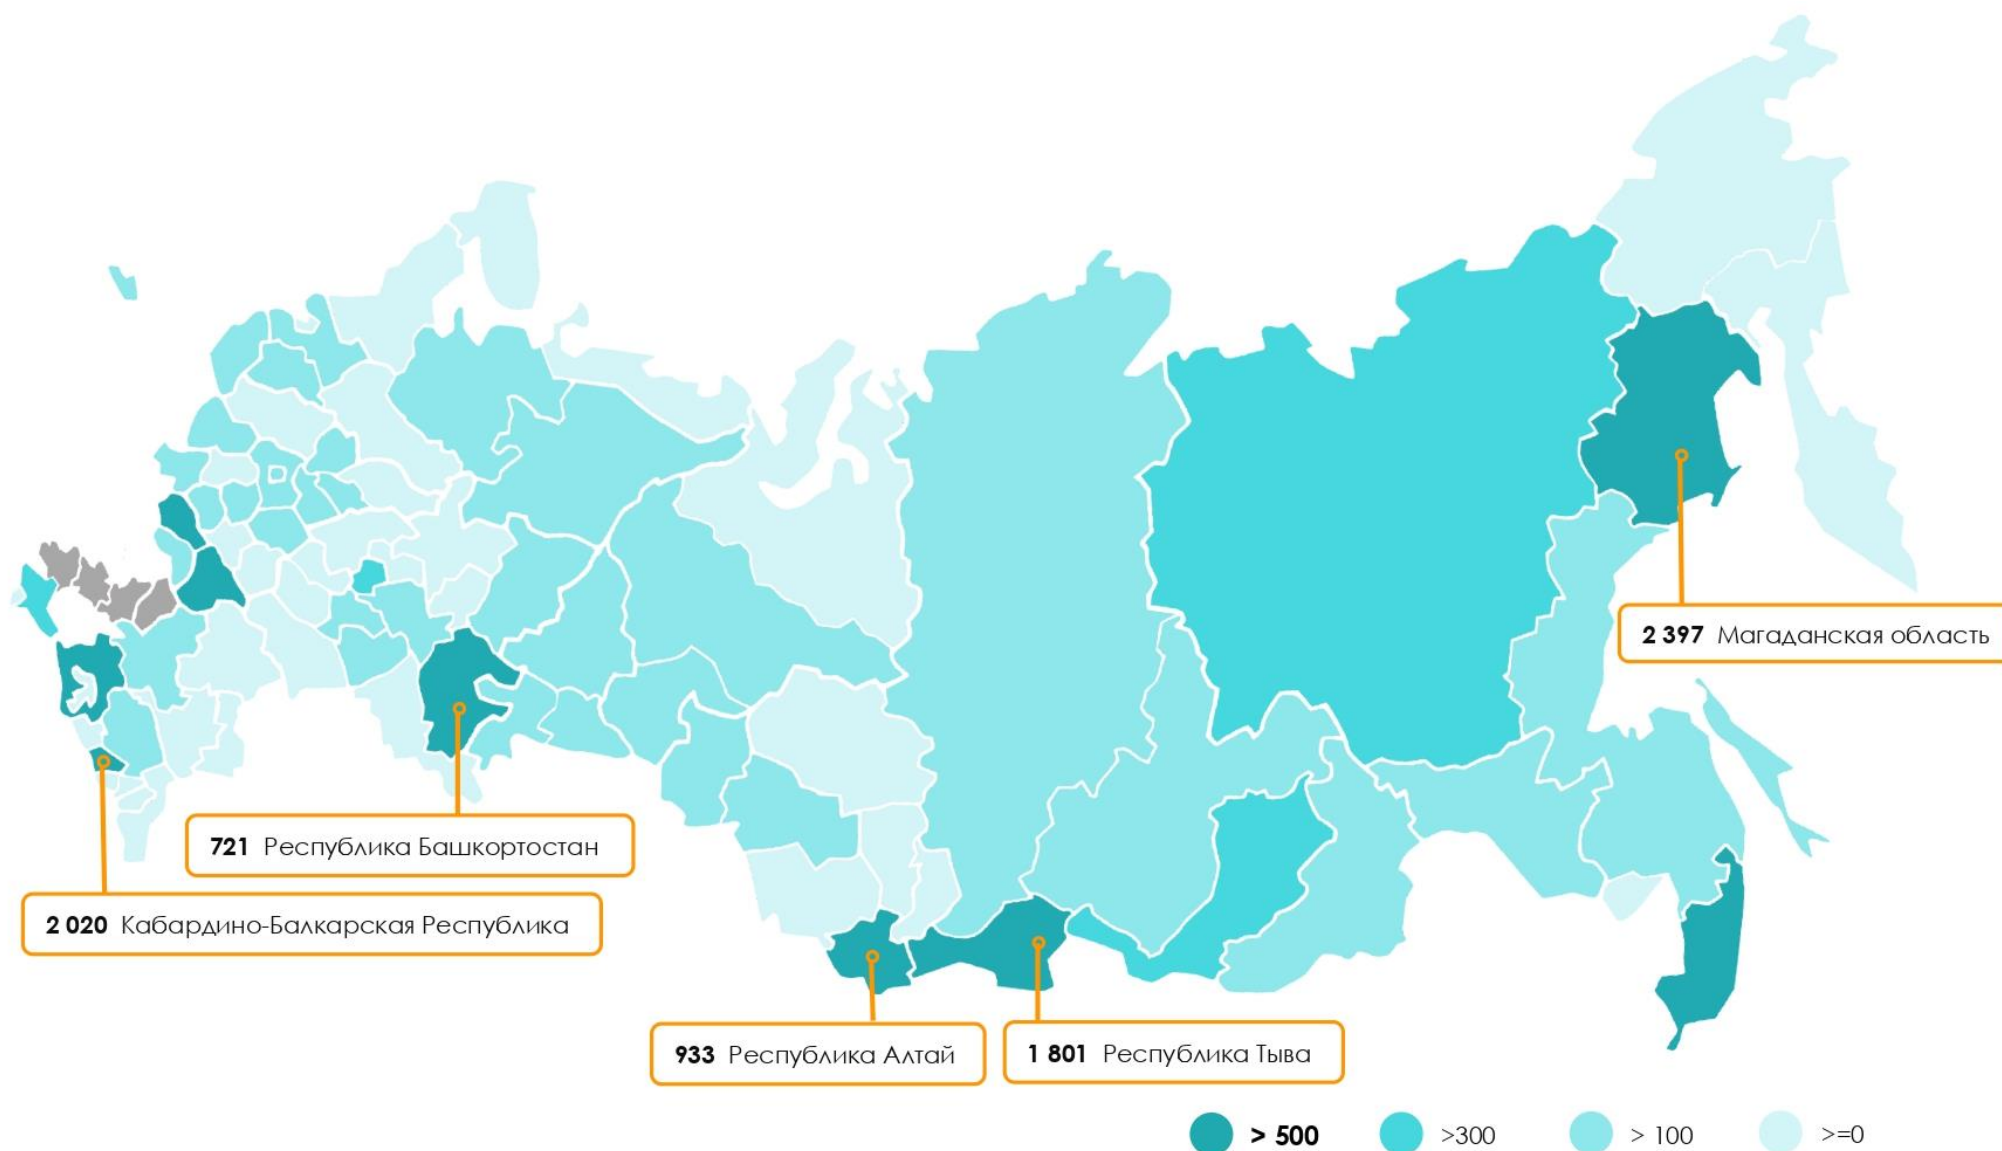 2 397 Магаданская область
721 Республика Башкортостан
2 020 Кабардино-Балкарская Республика
933 Республика Алтай
1 801 Республика Тыва
> 500
>300
> 100
>=0